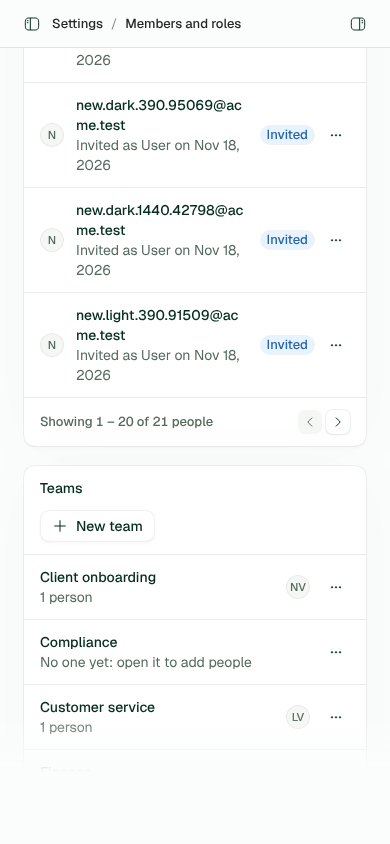 Settings / Members and roles
2026
N
new.dark.390.95069@ac
me.test
Invited as User on Nov 18,
2026
Invited
N
new.dark.1440.42798@ac
me.test
Invited as User on Nov 18,
2026
Invited
N
new.light.390.91509@ac
me.test
Invited as User on Nov 18,
2026
Invited
Showing 1 – 20 of 21 people
Teams
New team
Client onboarding
1 person
NV
Compliance
No one yet: open it to add people
Customer service
1 person
LV